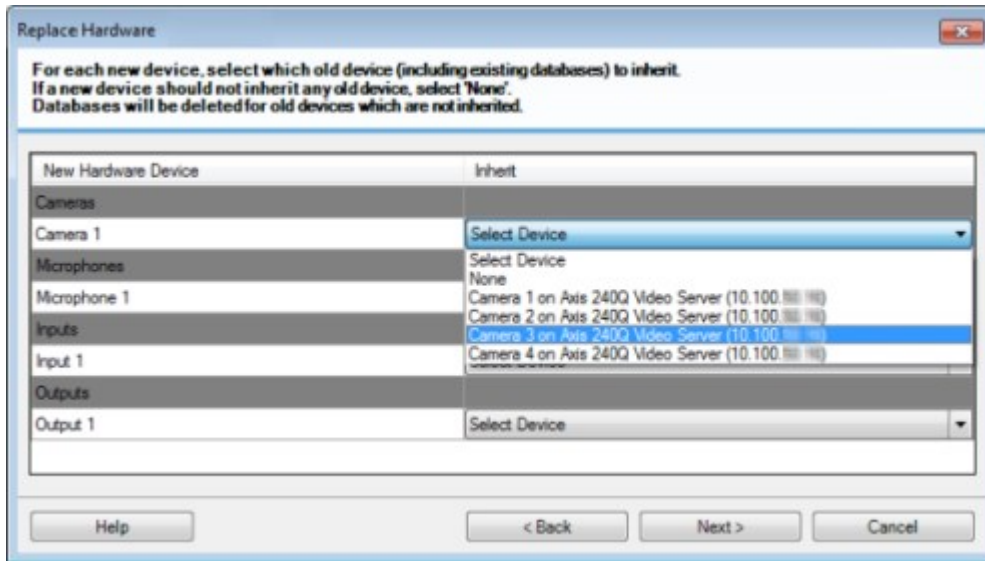 Replace Hardware
For each new device, select which old device (including existing databases) to inherit.
If a new device should not inherit any old device, select 'None'.
Databases will be deleted for old devices which are not inherited.
New Hardware Device Inherit
Cameras
Camera 1 Select Device
Microphones Select Device
None
Microphone 1 Camera 1 on Axis 240Q Video Server (10.100.
Camera 2 on Axis 240Q Video Server (10.100.
Inputs Camera 3 on Axis 240Q Video Server (10.100.
Input 1 Camera 4 on Axis 240Q Video Server (10.100.
Outputs
Output 1 Select Device
Help < Back Next > Cancel